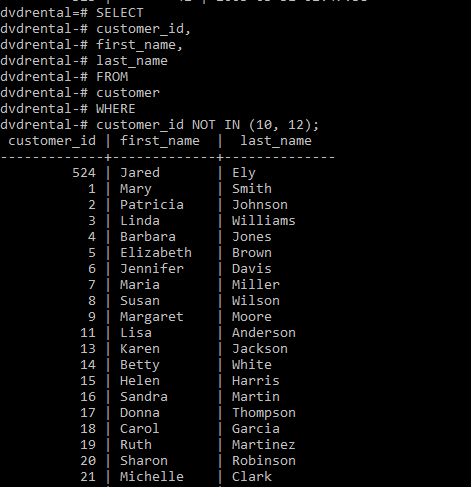 dvdrental=# SELECT
dvdrental-# customer_id,
dvdrental-# first_name,
dvdrental-# last_name
dvdrental-# FROM
dvdrental-# customer
dvdrental-# WHERE
dvdrental-# customer_id NOT IN (10, 12);
 customer_id | first_name  |  last_name
-------------+-------------+--------------
         524 | Jared       | Ely
           1 | Mary        | Smith
           2 | Patricia    | Johnson
           3 | Linda       | Williams
           4 | Barbara     | Jones
           5 | Elizabeth   | Brown
           6 | Jennifer    | Davis
           7 | Maria       | Miller
           8 | Susan       | Wilson
           9 | Margaret    | Moore
          11 | Lisa        | Anderson
          13 | Karen       | Jackson
          14 | Betty       | White
          15 | Helen       | Harris
          16 | Sandra      | Martin
          17 | Donna       | Thompson
          18 | Carol       | Garcia
          19 | Ruth        | Martinez
          20 | Sharon      | Robinson
          21 | Michelle    | Clark